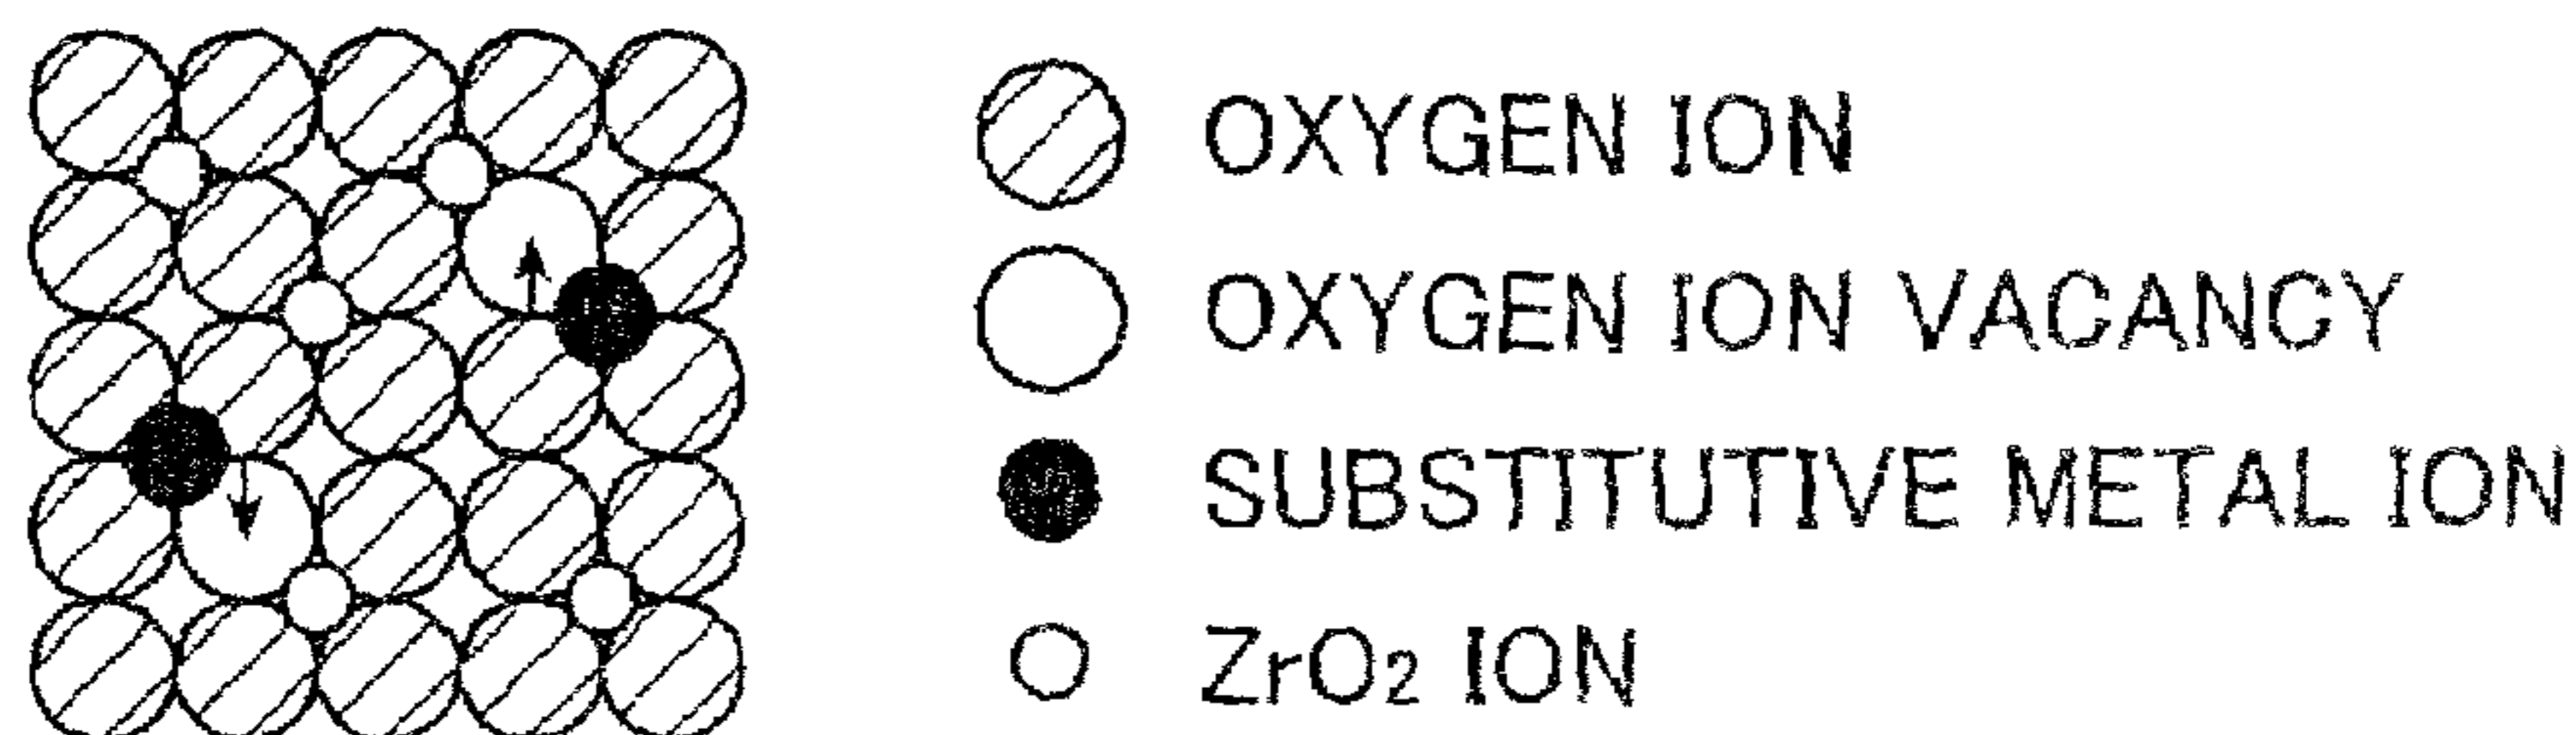 OXYGEN ION
OXYGEN ION VACANCY
SUBSTITUTIVE METAL ION
ZrO₂ ION